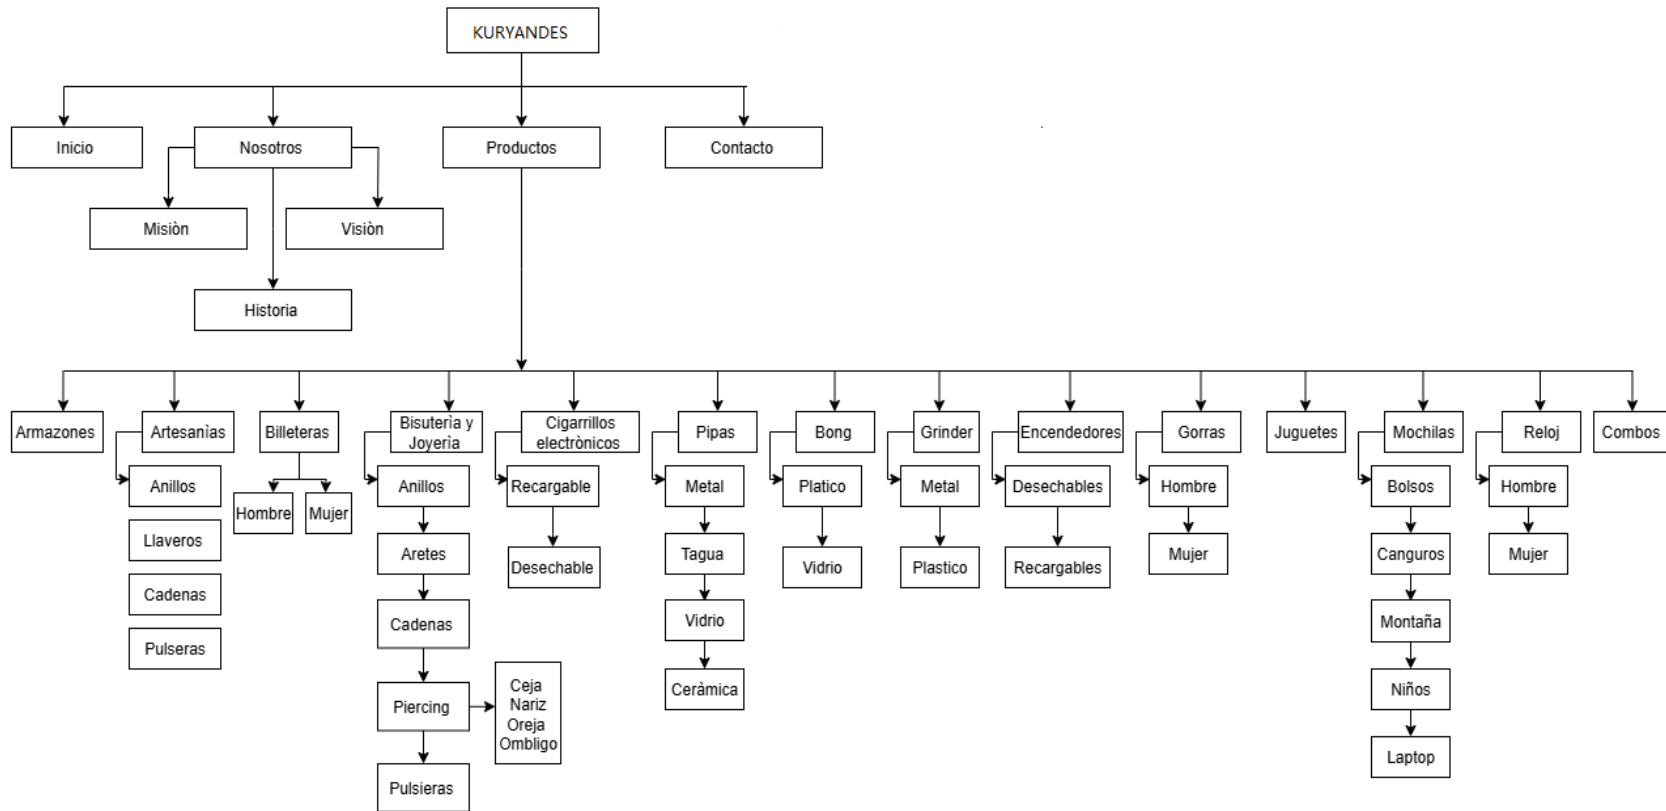 KURYANDES
Inicio
Nosotros
Productos
Contacto
Misiòn
Visiòn
Historia
Armazones
Artesanìas
Billeteras
Bisuterìa y
Joyerìa
Cigarrillos
electrònicos
Pipas
Bong
Grinder
Encendedores
Gorras
Juguetes
Mochilas
Reloj
Combos
Anillos
Llaveros
Cadenas
Pulseras
Hombre
Mujer
Anillos
Aretes
Cadenas
Piercing
Ceja
Nariz
Oreja
Ombligo
Pulsieras
Recargable
Desechable
Metal
Tagua
Vidrio
Ceràmica
Platico
Vidrio
Metal
Plastico
Desechables
Recargables
Hombre
Mujer
Bolsos
Canguros
Montaña
Niños
Laptop
Hombre
Mujer